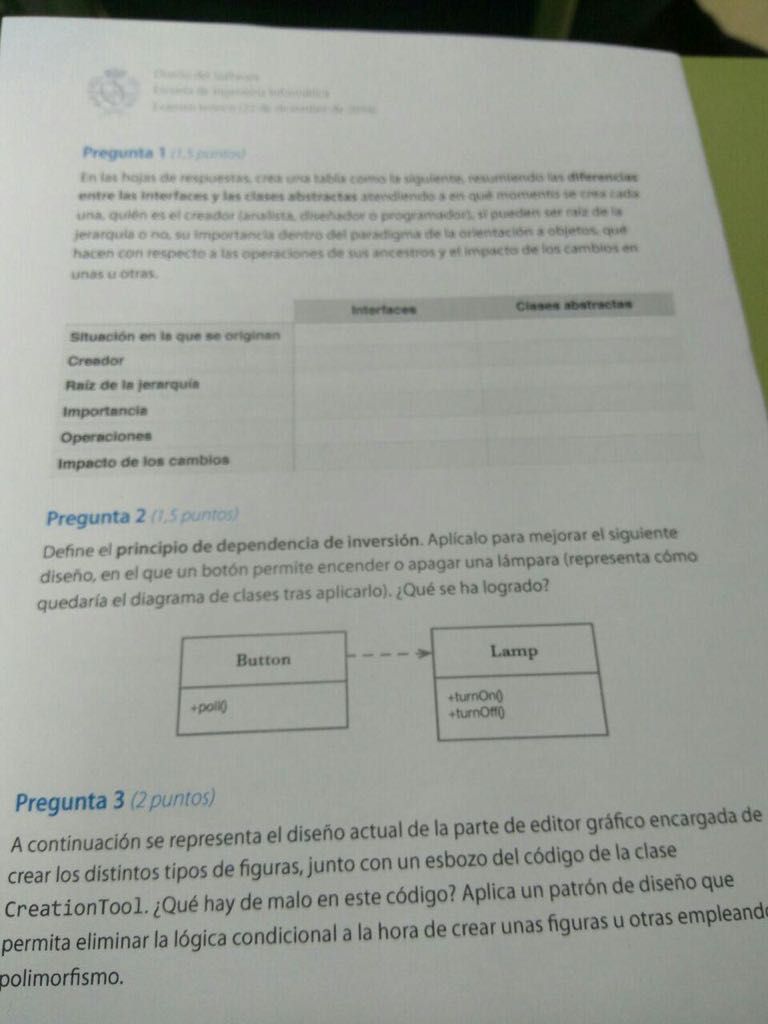 Diseño del Software
Escuela de Ingeniería Informática
Examen teórico (22 de diciembre de
Pregunta 1 (1,5 puntos)
En las hojas de respuestas, crea una tabla como la siguiente, resumiendo las diferencias
entre las interfaces y las clases abstractas atendiendo a en qué momento se crea cada
una, quién es el creador (analista, diseñador o programador), si pueden ser raíz de la
jerarquía o no, su importancia dentro del paradigma de la orientación a objetos, qué
hacen con respecto a las operaciones de sus ancestros y el impacto de los cambios en
unas u otras.
Interfaces Clases abstractas
Situación en la que se originan
Creador
Raíz de la jerarquía
Importancia
Operaciones
Impacto de los cambios
Pregunta 2 (1,5 puntos)
Define el principio de dependencia de inversión. Aplícalo para mejorar el siguiente
diseño, en el que un botón permite encender o apagar una lámpara (representa cómo
quedaría el diagrama de clases tras aplicarlo). ¿Qué se ha logrado?
Button Lamp
+poll() +turnOn()
+turnOff()
Pregunta 3 (2 puntos)
A continuación se representa el diseño actual de la parte de editor gráfico encargada de
crear los distintos tipos de figuras, junto con un esbozo del código de la clase
CreationTool. ¿Qué hay de malo en este código? Aplica un patrón de diseño que
permita eliminar la lógica condicional a la hora de crear unas figuras u otras empleando
polimorfismo.